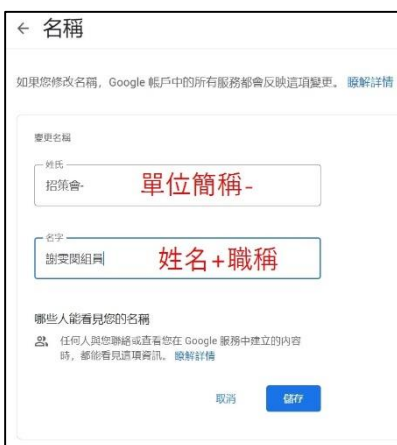 ← 名稱
如果您修改名稱，Google 帳戶中的所有服務都會反映這項變更。 瞭解詳情
變更名稱
姓氏
招策會- 單位簡稱-
名字
謝雯閔組員 姓名+職稱
哪些人能看見您的名稱
任何人與您聯絡或查看您在 Google 服務中建立的內容
時，都能看見這項資訊。 瞭解詳情
取消 儲存